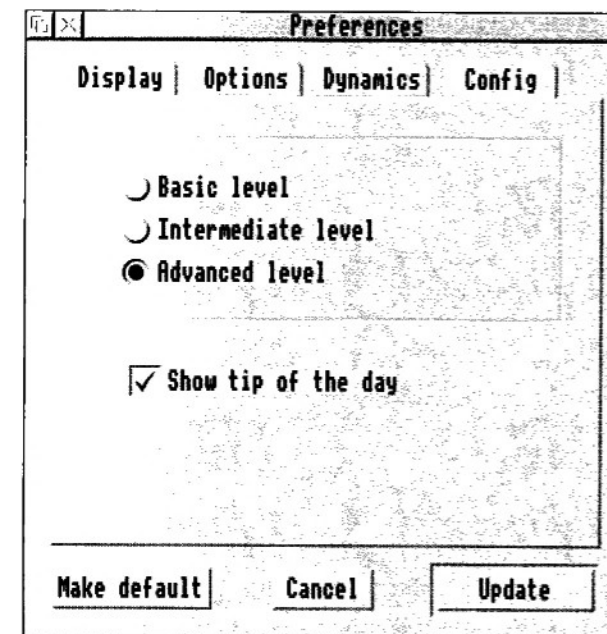 Preferences
Display Options Dynamics Config
Basic level
Intermediate level
Advanced level
Show tip of the day
Make default Cancel Update